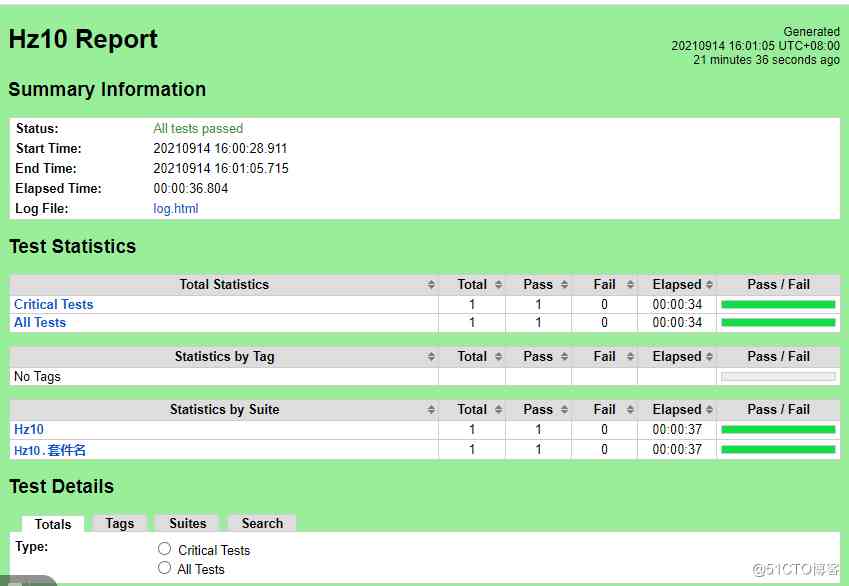 Hz10 Report
Generated
20210914 16:01:05 UTC+08:00
21 minutes 36 seconds ago
Summary Information
Status: All tests passed
Start Time: 20210914 16:00:28.911
End Time: 20210914 16:01:05.715
Elapsed Time: 00:00:36.804
Log File: log.html
Test Statistics
Total Statistics Total Pass Fail Elapsed Pass / Fail
Critical Tests 1 1 0 00:00:34
All Tests 1 1 0 00:00:34
Statistics by Tag Total Pass Fail Elapsed Pass / Fail
No Tags
Statistics by Suite Total Pass Fail Elapsed Pass / Fail
Hz10 1 1 0 00:00:37
Hz10.套件名 1 1 0 00:00:37
Test Details
Totals Tags Suites Search
Type: Critical Tests
All Tests
@51CTO博客